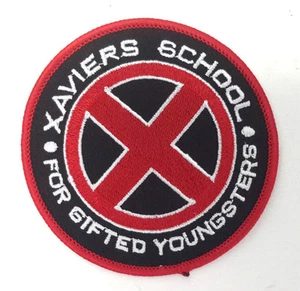 XAVIERS SCHOOL
• FOR GIFTED YOUNGSTERS •